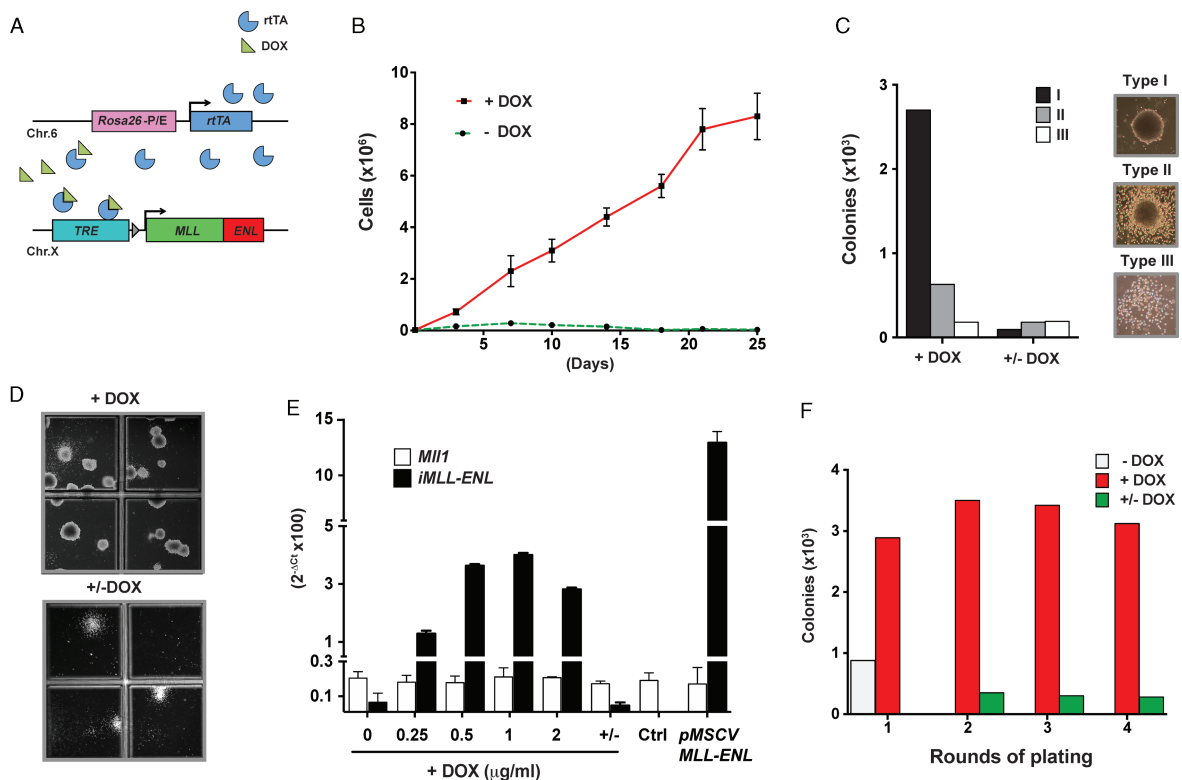 A
rtTA
DOX
Rosa26-P/E
rtTA
Chr.6
TRE
MLL
ENL
Chr.X
B
Cells (x10⁶)
10
8
6
4
2
0
+ DOX
- DOX
5
10
15
20
25
(Days)
C
Colonies (x10³)
3
2
1
0
I
II
III
+ DOX
+/- DOX
Type I
Type II
Type III
D
+ DOX
+/-DOX
E
(2^-ΔCt x100)
15
13
11
9
7
5
3
1
0.3
0.1
Mll1
iMLL-ENL
0
0.25
0.5
1
2
+/-
Ctrl
pMSCV
MLL-ENL
+ DOX (μg/ml)
F
Colonies (x10³)
4
3
2
1
0
- DOX
+ DOX
+/- DOX
1
2
3
4
Rounds of plating